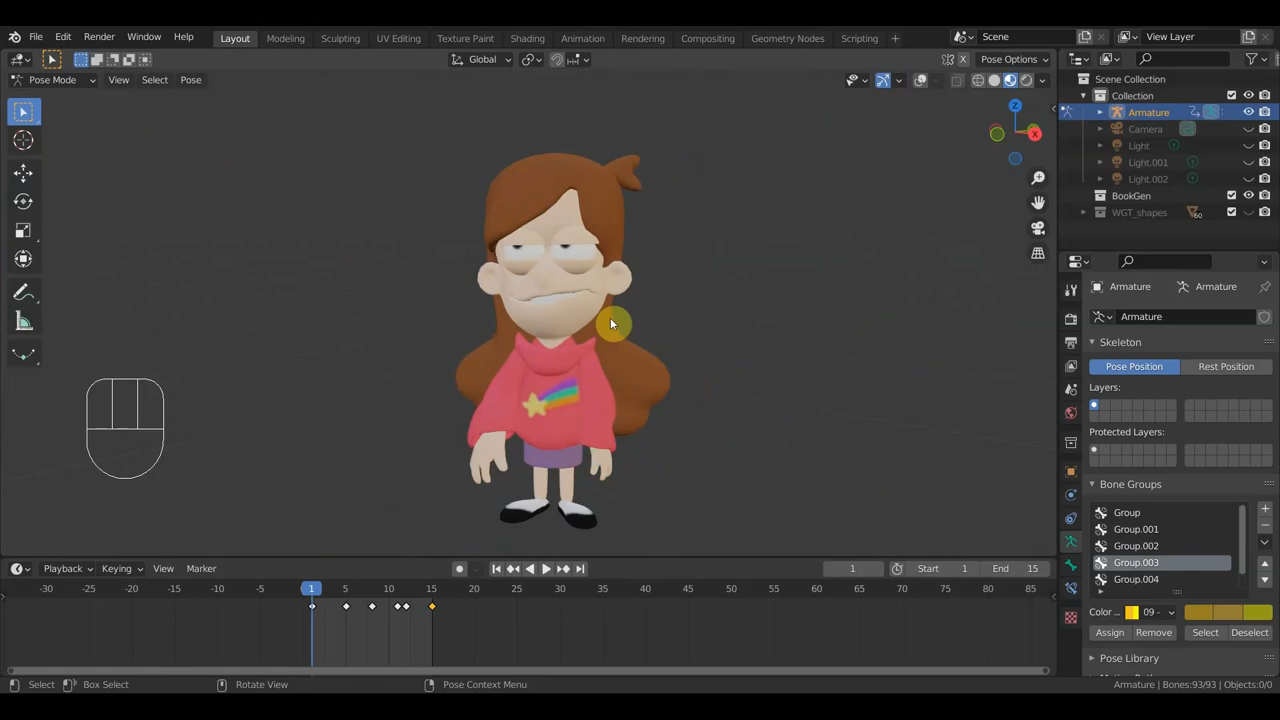 File Edit Render Window Help Layout Modeling Sculpting UV Editing Texture Paint Shading Animation Rendering Compositing Geometry Nodes Scripting + Scene View Layer
Global Pose Options
Pose Mode View Select Pose
Scene Collection
Collection
Armature
Camera
Light
Light.001
Light.002
BookGen
WGT_shapes 60
Z
X
Armature Armature
Armature
Skeleton
Pose Position Rest Position
Layers:
Protected Layers:
Bone Groups
Group
Group.001
Group.002
Group.003
Group.004
Color ... 09 -
Assign Remove Select Deselect
Pose Library
Playback Keying View Marker 1 Start 1 End 15
-30 -25 -20 -15 -10 -5 1 5 10 15 20 25 30 35 40 45 50 55 60 65 70 75 80 85
Select Box Select Rotate View Pose Context Menu Armature | Bones:93/93 | Objects:0/0